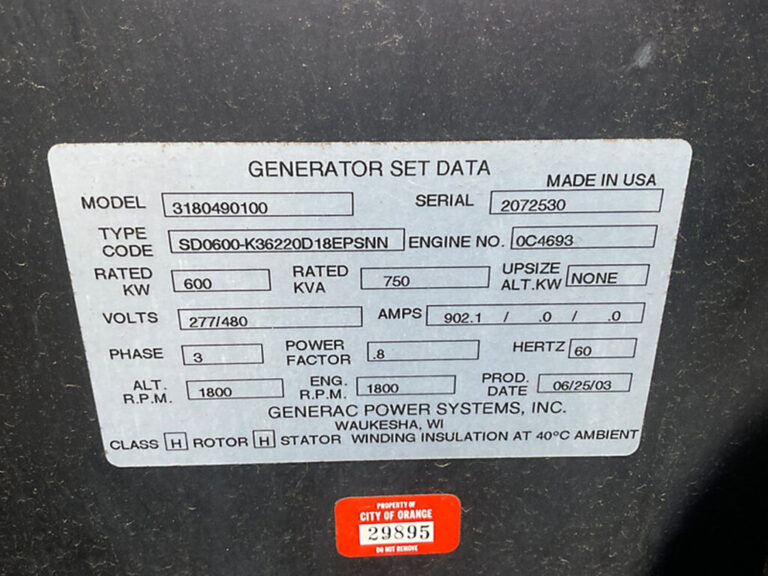 GENERATOR SET DATA
MADE IN USA
MODEL 3180490100 SERIAL 2072530
TYPE CODE SD0600-K36220D18EPSNN ENGINE NO. 0C4693
RATED KW 600 RATED KVA 750 UPSIZE ALT.KW NONE
VOLTS 277/480 AMPS 902.1 / .0 / .0
PHASE 3 POWER FACTOR .8 HERTZ 60
ALT. R.P.M. 1800 ENG. R.P.M. 1800 PROD. DATE 06/25/03
GENERAC POWER SYSTEMS, INC.
WAUKESHA, WI
CLASS H ROTOR H STATOR WINDING INSULATION AT 40°C AMBIENT
PROPERTY OF
CITY OF ORANGE
29895
DO NOT REMOVE